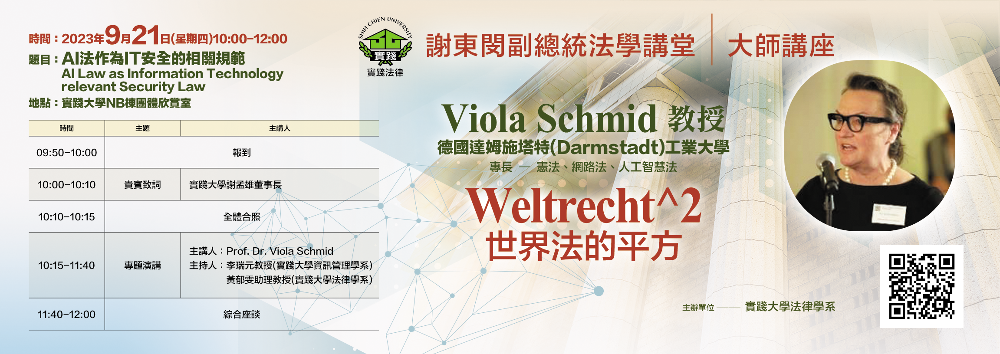 時間：2023年9月21日(星期四)10:00-12:00
題目：AI法作為IT安全的相關規範
AI Law as Information Technology
relevant Security Law
地點：實踐大學NB棟團體欣賞室
時間 主題 主講人
09:50-10:00 報到
10:00-10:10 貴賓致詞 實踐大學謝孟雄董事長
10:10-10:15 全體合照
10:15-11:40 專題演講 主講人：Prof. Dr. Viola Schmid
主持人：李瑞元教授(實踐大學資訊管理學系)
黃郁雯助理教授(實踐大學法律學系)
11:40-12:00 綜合座談
SHIH CHIEN UNIVERSITY
實踐
實踐法律
謝東閔副總統法學講堂 大師講座
Viola Schmid 教授
德國達姆施塔特(Darmstadt)工業大學
專長 — 憲法、網路法、人工智慧法
Weltrecht^2
世界法的平方
主辦單位 —— 實踐大學法律學系